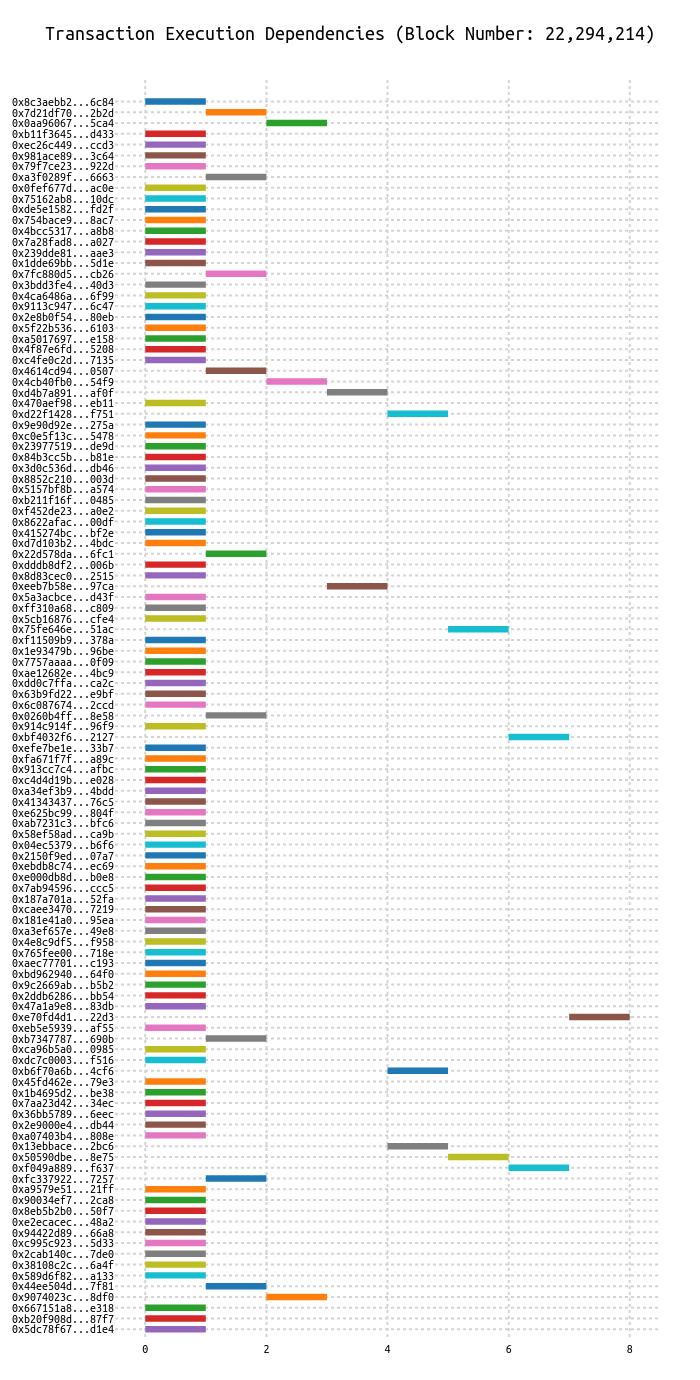 Transaction Execution Dependencies (Block Number: 22,294,214)
0x8c3aebb2...6c84
0x7d21df70...2b2d
0x0aa96067...5ca4
0xb11f3645...d433
0xec26c449...ccd3
0x981ace89...3c64
0x79f7ce23...922d
0xa3f0289f...6663
0x0fef677d...ac0e
0x75162ab8...10dc
0xde5e1582...fd2f
0x754bace9...8ac7
0x4bcc5317...a8b8
0x7a28fad8...a027
0x239dde81...aae3
0x1dde69bb...5d1e
0x7fc880d5...cb26
0x3bdd3fe4...40d3
0x4ca6486a...6f99
0x9113c947...6c47
0x2e8b0f54...80eb
0x5f22b536...6103
0xa5017697...e158
0x4f87e6fd...5208
0xc4fe0c2d...7135
0x4614cd94...0507
0x4cb40fb0...54f9
0xd4b7a891...af0f
0x470aef98...eb11
0xd22f1428...f751
0x9e90d92e...275a
0xc0e5f13c...5478
0x23977519...de9d
0x84b3cc5b...b81e
0x3d0c536d...db46
0x8852c210...003d
0x5157bf8b...a574
0xb211f16f...0485
0xf452de23...a0e2
0x8622afac...00df
0x415274bc...bf2e
0xd7d103b2...4bdc
0x22d578da...6fc1
0xdddb8df2...006b
0x8d83cec0...2515
0xeeb7b58e...97ca
0x5a3acbce...d43f
0xff310a68...c809
0x5cb16876...cfe4
0x75fe646e...51ac
0xf11509b9...378a
0x1e93479b...96be
0x7757aaaa...0f09
0xae12682e...4bc9
0xdd0c7ffa...ca2c
0x63b9fd22...e9bf
0x6c087674...2ccd
0x0260b4ff...8e58
0x914c914f...96f9
0xbf4032f6...2127
0xefe7be1e...33b7
0xfa671f7f...a89c
0x913cc7c4...afbc
0xc4d4d19b...e028
0xa34ef3b9...4bdd
0x41343437...76c5
0xe625bc99...804f
0xab7231c3...bfc6
0x58ef58ad...ca9b
0x04ec5379...b6f6
0x2150f9ed...07a7
0xebdb8c74...ec69
0xe000db8d...b0e8
0x7ab94596...ccc5
0x187a701a...52fa
0xcaee3470...7219
0x181e41a0...95ea
0xa3ef657e...49e8
0x4e8c9df5...f958
0x765fee00...718e
0xaec77701...c193
0xbd962940...64f0
0x9c2669ab...b5b2
0x2ddb6286...bb54
0x47a1a9e8...83db
0xe70fd4d1...22d3
0xeb5e5939...af55
0xb7347787...690b
0xca96b5a0...0985
0xdc7c0003...f516
0xb6f70a6b...4cf6
0x45fd462e...79e3
0x1b4695d2...be38
0x7aa23d42...34ec
0x36bb5789...6eec
0x2e9000e4...db44
0xa07403b4...808e
0x13ebbace...2bc6
0x50590dbe...8e75
0xf049a889...f637
0xfc337922...7257
0xa9579e51...21ff
0x90034ef7...2ca8
0x8eb5b2b0...50f7
0xe2ecacec...48a2
0x94422d89...66a8
0xc995c923...5d33
0x2cab140c...7de0
0x38108c2c...6a4f
0x589d6f82...a133
0x44ee504d...7f81
0x9074023c...8df0
0x667151a8...e318
0xb20f908d...87f7
0x5dc78f67...d1e4
0 2 4 6 8